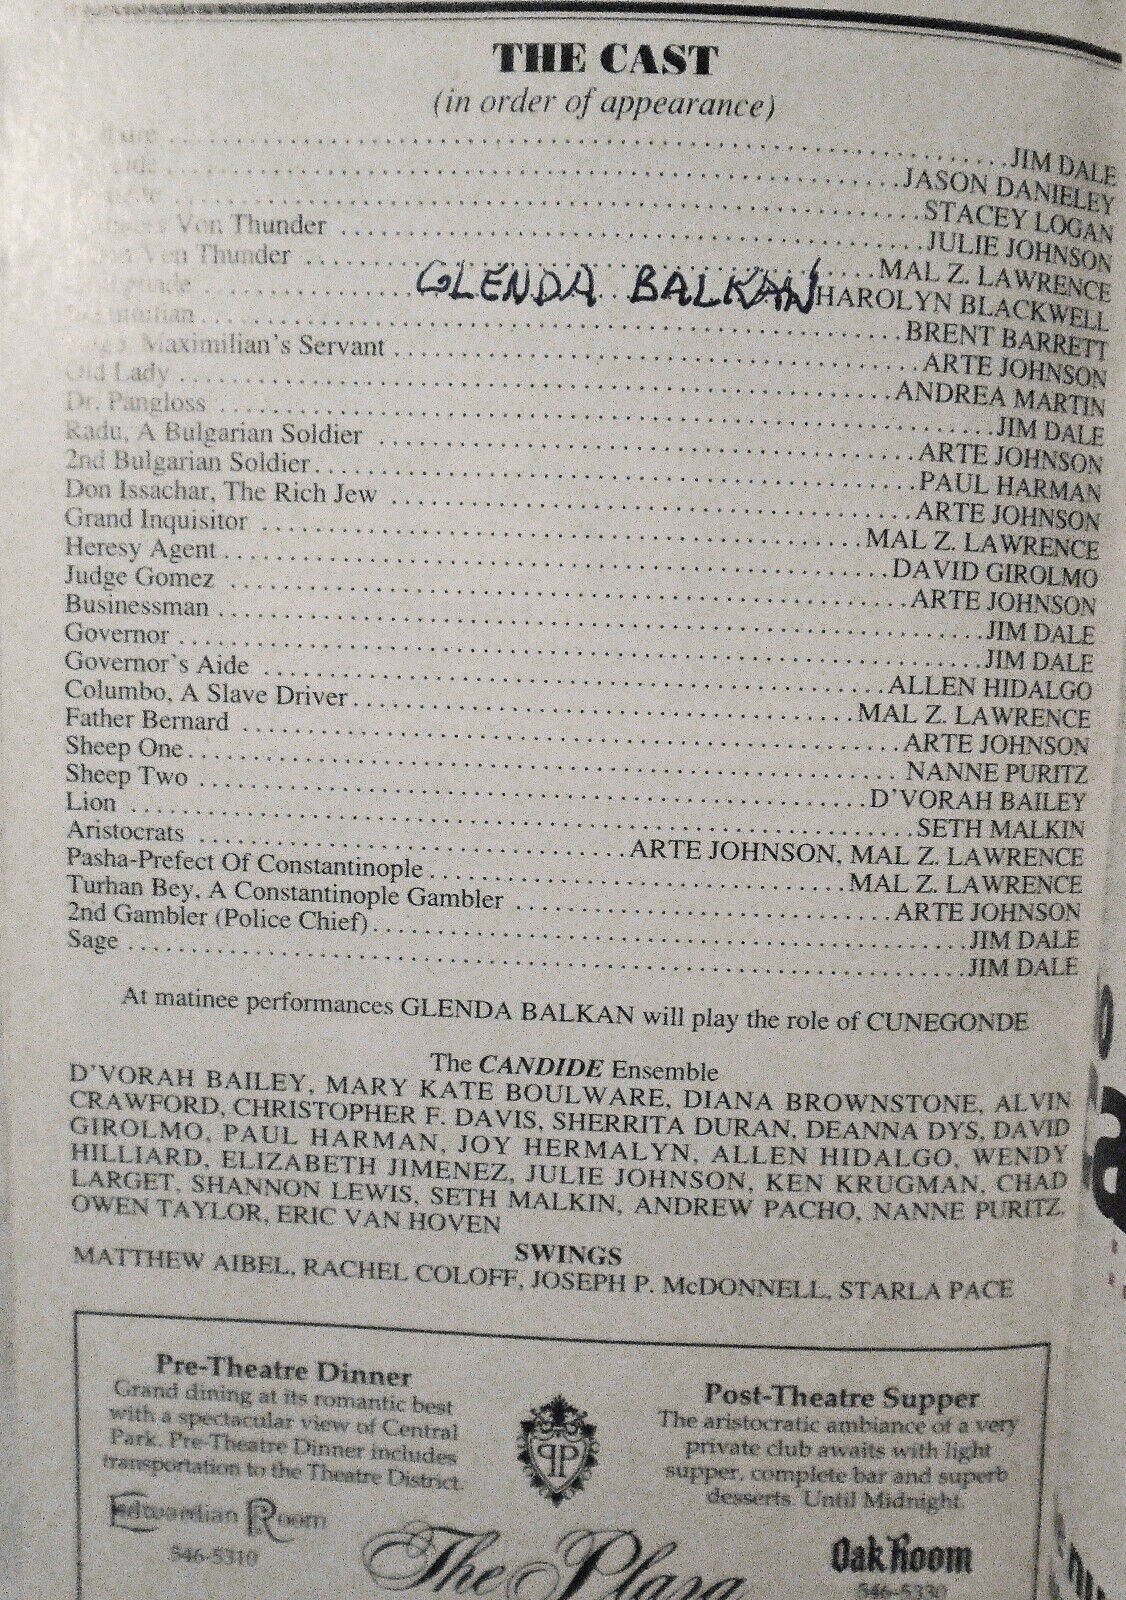 THE CAST
(in order of appearance)
..... JIM DALE
..... JASON DANIELEY
..... STACEY LOGAN
Von Thunder ..... JULIE JOHNSON
Von Thunder ..... MAL Z. LAWRENCE
GLENDA BALKAN HAROLYN BLACKWELL
..... BRENT BARRETT
Maximilian's Servant ..... ARTE JOHNSON
Old Lady ..... ANDREA MARTIN
Dr. Pangloss ..... JIM DALE
Radu, A Bulgarian Soldier ..... ARTE JOHNSON
2nd Bulgarian Soldier ..... PAUL HARMAN
Don Issachar, The Rich Jew ..... ARTE JOHNSON
Grand Inquisitor ..... MAL Z. LAWRENCE
Heresy Agent ..... DAVID GIROLMO
Judge Gomez ..... ARTE JOHNSON
Businessman ..... JIM DALE
Governor ..... JIM DALE
Governor's Aide ..... ALLEN HIDALGO
Columbo, A Slave Driver ..... MAL Z. LAWRENCE
Father Bernard ..... ARTE JOHNSON
Sheep One ..... NANNE PURITZ
Sheep Two ..... D'VORAH BAILEY
Lion ..... SETH MALKIN
Aristocrats ..... ARTE JOHNSON, MAL Z. LAWRENCE
Pasha-Prefect Of Constantinople ..... MAL Z. LAWRENCE
Turhan Bey, A Constantinople Gambler ..... ARTE JOHNSON
2nd Gambler (Police Chief) ..... JIM DALE
Sage ..... JIM DALE
At matinee performances GLENDA BALKAN will play the role of CUNEGONDE
The CANDIDE Ensemble
D'VORAH BAILEY, MARY KATE BOULWARE, DIANA BROWNSTONE, ALVIN
CRAWFORD, CHRISTOPHER F. DAVIS, SHERRITA DURAN, DEANNA DYS, DAVID
GIROLMO, PAUL HARMAN, JOY HERMALYN, ALLEN HIDALGO, WENDY
HILLIARD, ELIZABETH JIMENEZ, JULIE JOHNSON, KEN KRUGMAN, CHAD
LARGET, SHANNON LEWIS, SETH MALKIN, ANDREW PACHO, NANNE PURITZ,
OWEN TAYLOR, ERIC VAN HOVEN
SWINGS
MATTHEW AIBEL, RACHEL COLOFF, JOSEPH P. McDONNELL, STARLA PACE
Pre-Theatre Dinner
Grand dining at its romantic best
with a spectacular view of Central
Park. Pre-Theatre Dinner includes
transportation to the Theatre District.
Edwardian Room
546-5310
PP
Post-Theatre Supper
The aristocratic ambiance of a very
private club awaits with light
supper, complete bar and superb
desserts. Until Midnight.
Oak Room
546-5330
The Plaza